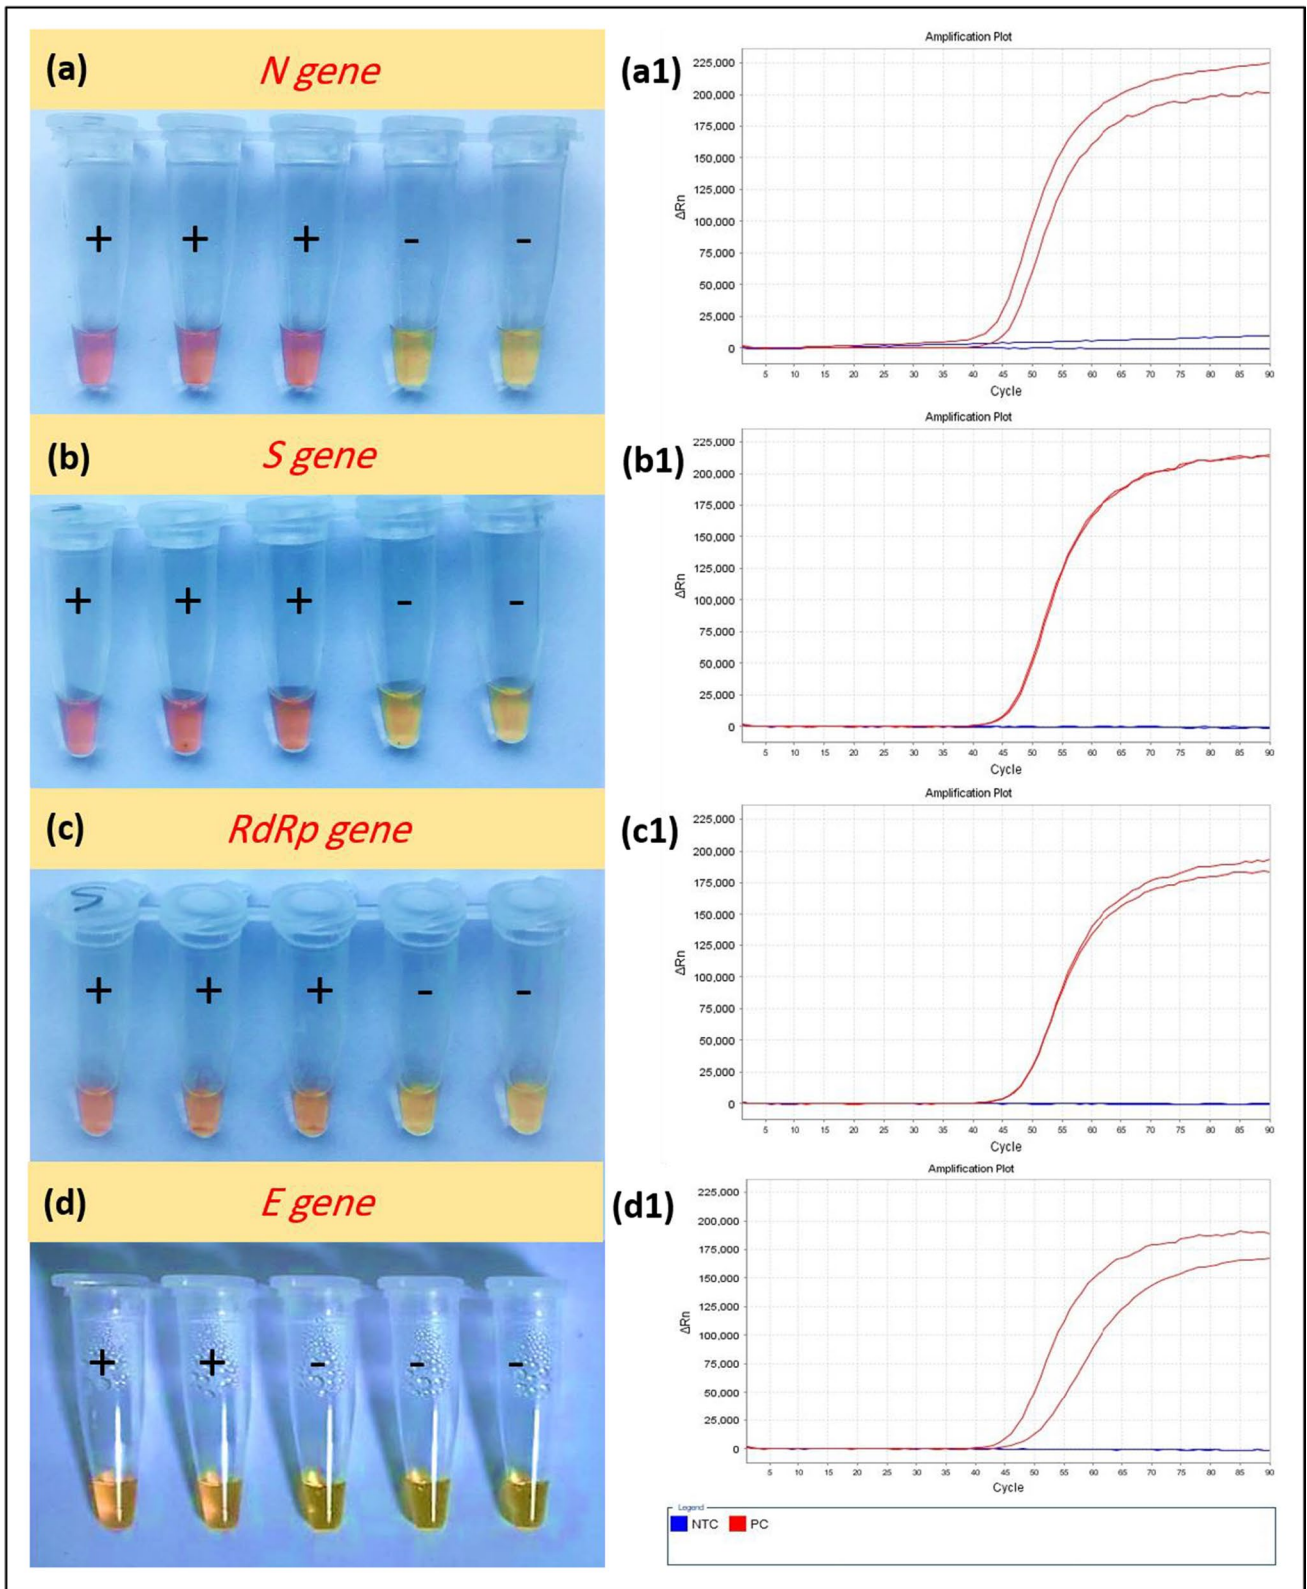 (a) N gene
+ + + - -
(a1)
Amplification Plot
225,000
200,000
175,000
150,000
125,000
100,000
75,000
50,000
25,000
0
ΔRn
5 10 15 20 25 30 35 40 45 50 55 60 65 70 75 80 85 90
Cycle
(b) S gene
+ + + - -
(b1)
Amplification Plot
225,000
200,000
175,000
150,000
125,000
100,000
75,000
50,000
25,000
0
ΔRn
5 10 15 20 25 30 35 40 45 50 55 60 65 70 75 80 85 90
Cycle
(c) RdRp gene
S
+ + + - -
(c1)
Amplification Plot
225,000
200,000
175,000
150,000
125,000
100,000
75,000
50,000
25,000
0
ΔRn
5 10 15 20 25 30 35 40 45 50 55 60 65 70 75 80 85 90
Cycle
(d) E gene
+ + - - -
(d1)
Amplification Plot
225,000
200,000
175,000
150,000
125,000
100,000
75,000
50,000
25,000
0
ΔRn
5 10 15 20 25 30 35 40 45 50 55 60 65 70 75 80 85 90
Cycle
Legend
NTC PC